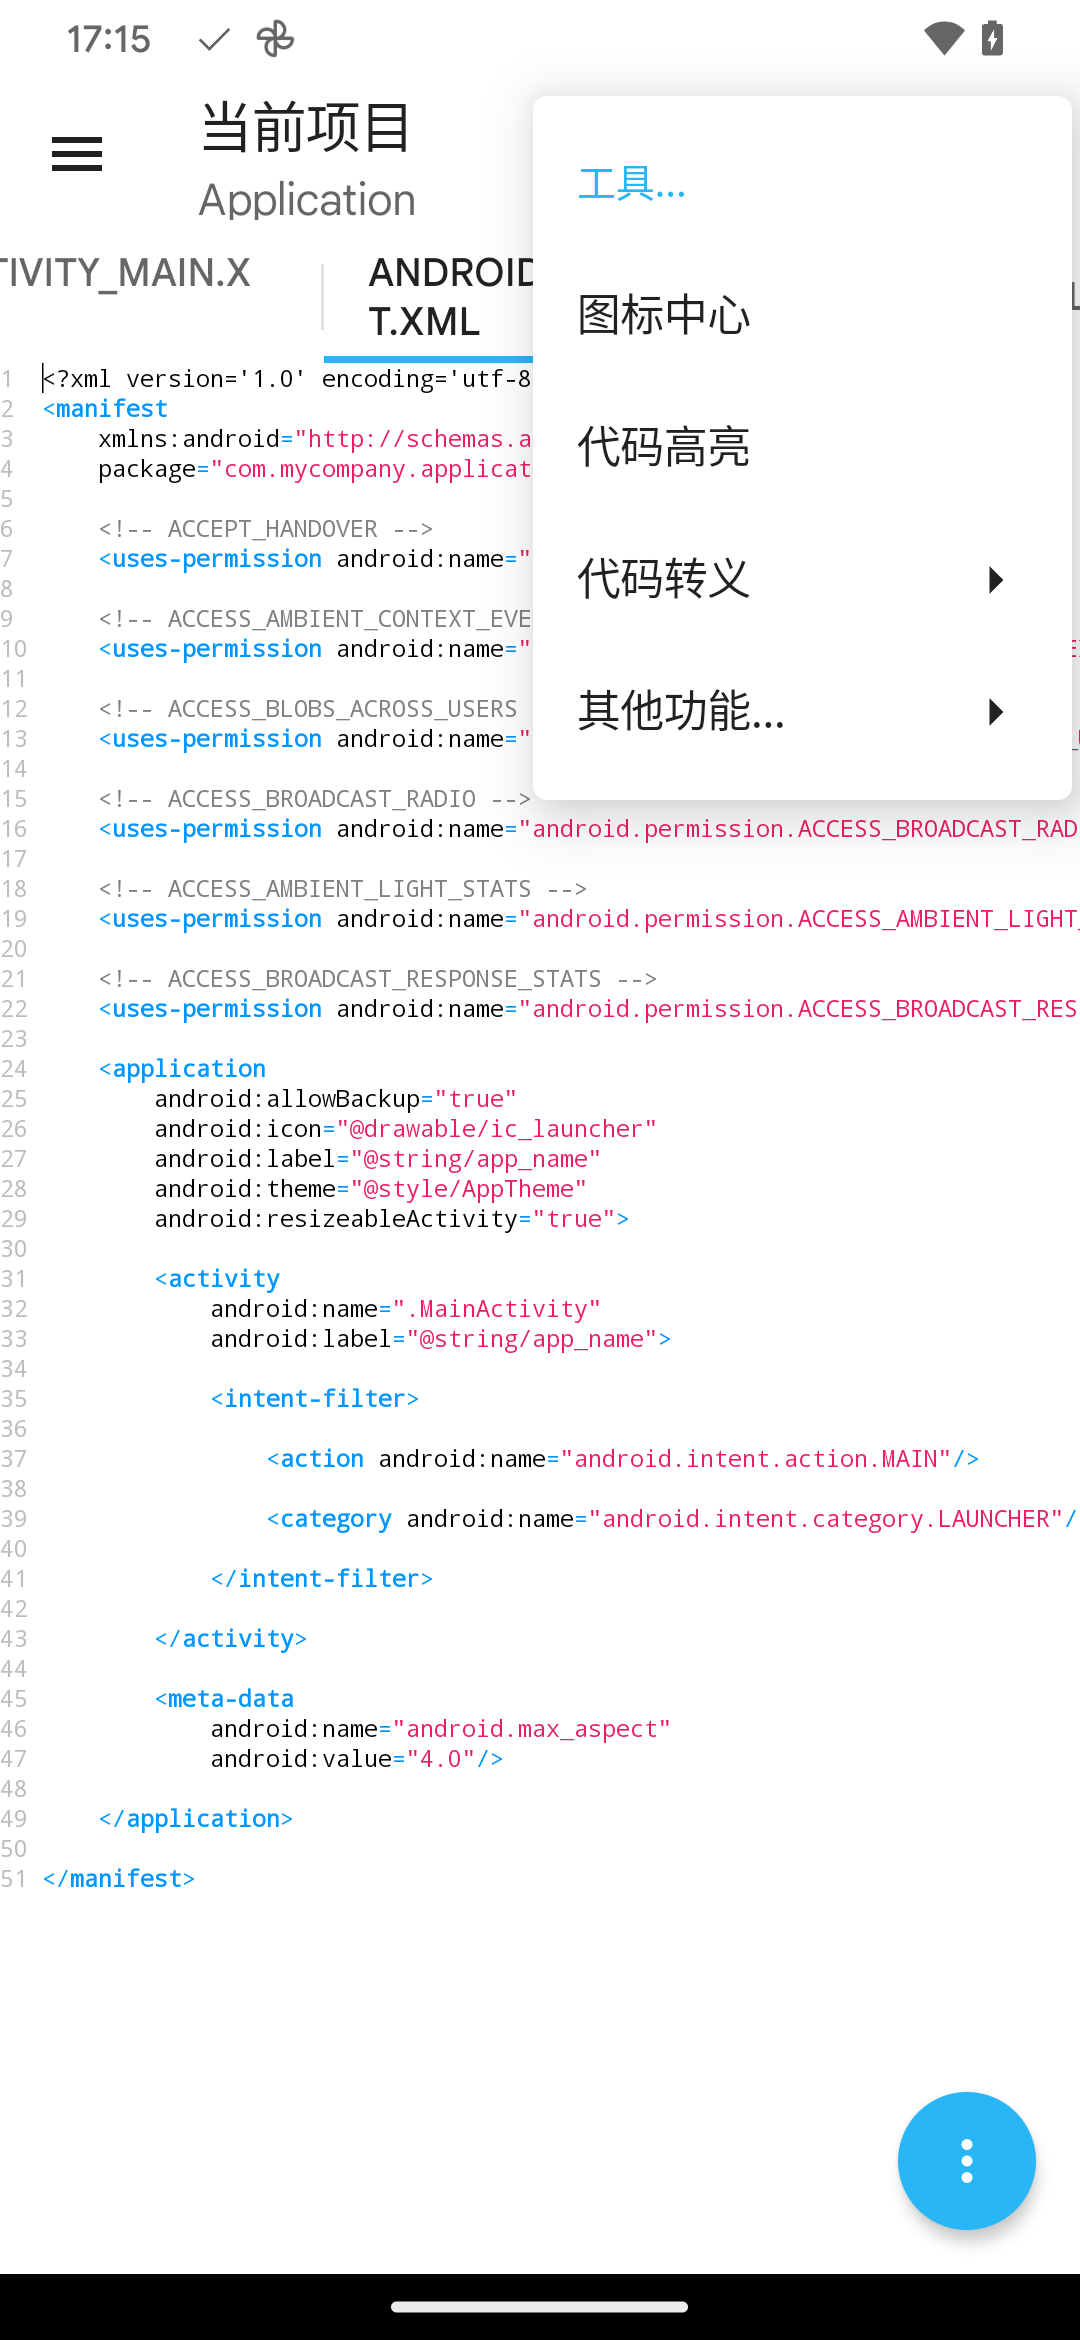 17:15
当前项目
Application
工具...
图标中心
代码高亮
代码转义
其他功能...
TIVITY_MAIN.X
ANDROID
T.XML
1 <?xml version='1.0' encoding='utf-8
2 <manifest
3     xmlns:android="http://schemas.a
4     package="com.mycompany.applicat
5
6     <!-- ACCEPT_HANDOVER -->
7     <uses-permission android:name="
8
9     <!-- ACCESS_AMBIENT_CONTEXT_EVE
10     <uses-permission android:name="
11
12     <!-- ACCESS_BLOBS_ACROSS_USERS
13     <uses-permission android:name="
14
15     <!-- ACCESS_BROADCAST_RADIO -->
16     <uses-permission android:name="android.permission.ACCESS_BROADCAST_RAD
17
18     <!-- ACCESS_AMBIENT_LIGHT_STATS -->
19     <uses-permission android:name="android.permission.ACCESS_AMBIENT_LIGHT_
20
21     <!-- ACCESS_BROADCAST_RESPONSE_STATS -->
22     <uses-permission android:name="android.permission.ACCESS_BROADCAST_RES
23
24     <application
25         android:allowBackup="true"
26         android:icon="@drawable/ic_launcher"
27         android:label="@string/app_name"
28         android:theme="@style/AppTheme"
29         android:resizeableActivity="true">
30
31         <activity
32             android:name=".MainActivity"
33             android:label="@string/app_name">
34
35             <intent-filter>
36
37                 <action android:name="android.intent.action.MAIN"/>
38
39                 <category android:name="android.intent.category.LAUNCHER"/
40
41             </intent-filter>
42
43         </activity>
44
45         <meta-data
46             android:name="android.max_aspect"
47             android:value="4.0"/>
48
49     </application>
50
51 </manifest>